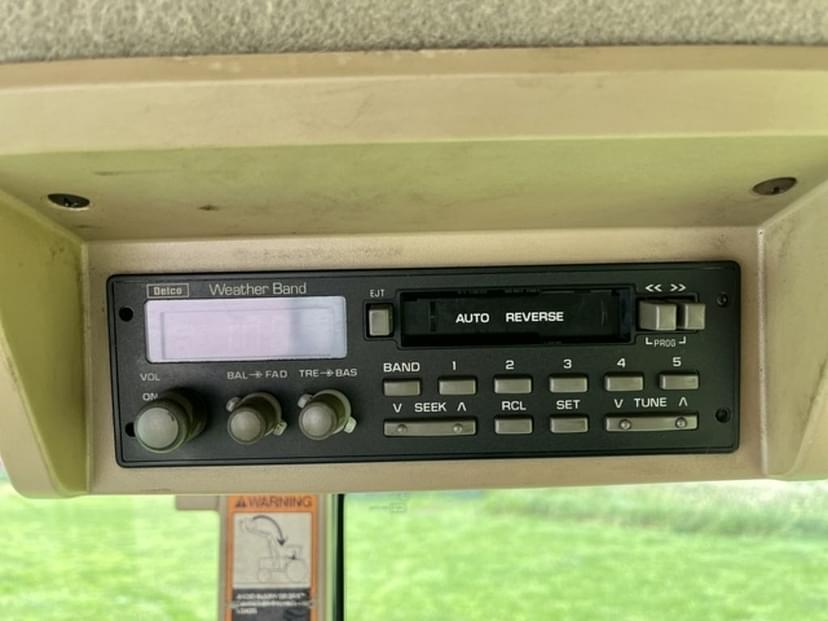 Delco Weather Band
EJT
AUTO REVERSE
<< >>
PROG
VOL
ON
BAL FAD
TRE BAS
BAND 1 2 3 4 5
V SEEK Λ RCL SET V TUNE Λ
WARNING